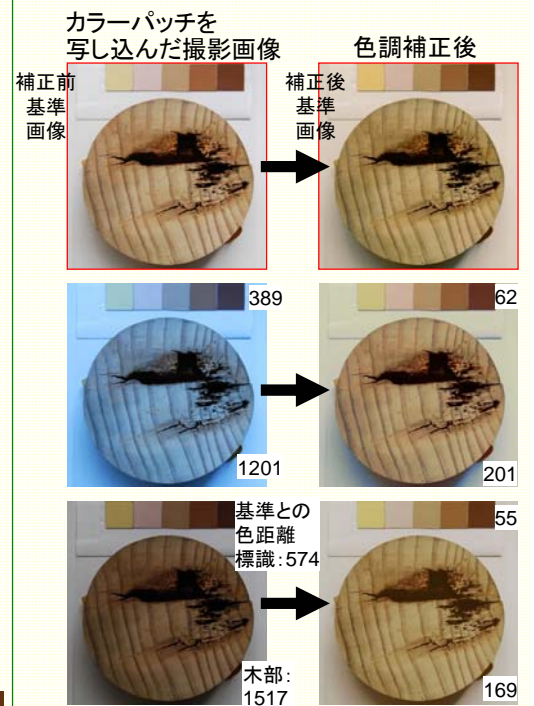 カラーパッチを
写し込んだ撮影画像
色調補正後
補正前
基準
画像
補正後
基準
画像
389
62
1201
201
基準との
色距離
標識:574
55
木部:
1517
169